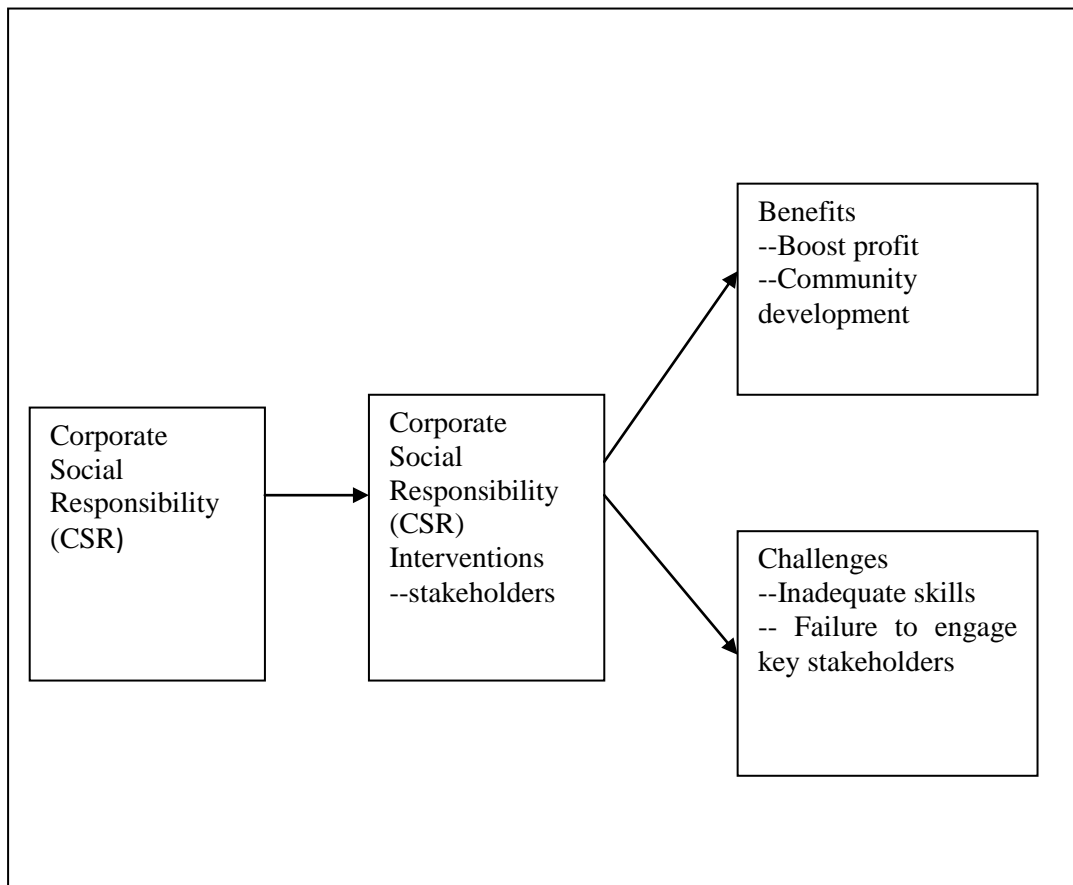 Corporate
Social
Responsibility
(CSR)
Corporate
Social
Responsibility
(CSR)
Interventions
--stakeholders
Benefits
--Boost profit
--Community
development
Challenges
--Inadequate skills
-- Failure to engage
key stakeholders